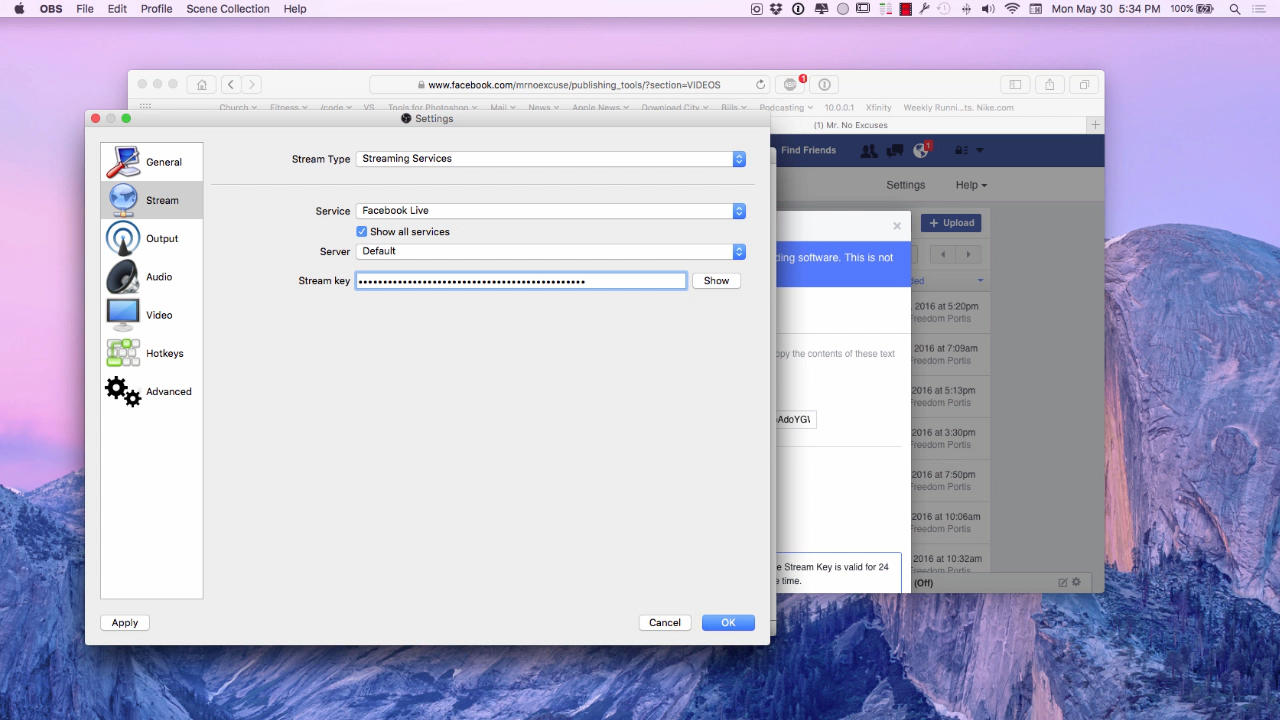 OBS File Edit Profile Scene Collection Help
Mon May 30 5:34 PM 100%
www.facebook.com/mrnoexcuse/publishing_tools/?section=VIDEOS
1
Church Fitness /code VS Tools for Photoshop Mail News Apple News Download City Bills Podcasting 10.0.0.1 Xfinity Weekly Runni...ts. Nike.com
Settings
(1) Mr. No Excuses
General
Stream
Output
Audio
Video
Hotkeys
Advanced
Stream Type Streaming Services
Service Facebook Live
Show all services
Server Default
Stream key •••••••••••••••••••••••••••••••••••••••••••••• Show
Apply Cancel OK
Find Friends 1
Settings Help
+ Upload
ding software. This is not
ded
2016 at 5:20pm
Freedom Portis
2016 at 7:09am
Freedom Portis
opy the contents of these text
2016 at 5:13pm
Freedom Portis
AdoYG\
2016 at 3:30pm
Freedom Portis
2016 at 7:50pm
Freedom Portis
2016 at 10:06am
Freedom Portis
2016 at 10:32am
Freedom Portis
e Stream Key is valid for 24
e time.
(Off)